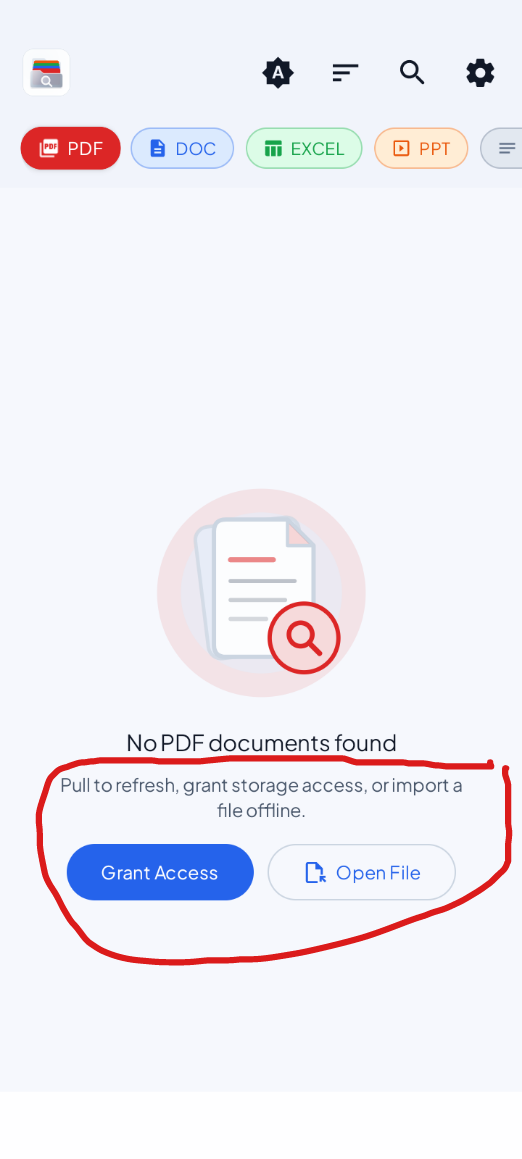 A
PDF
PDF
DOC
EXCEL
PPT
No PDF documents found
Pull to refresh, grant storage access, or import a
file offline.
Grant Access
Open File